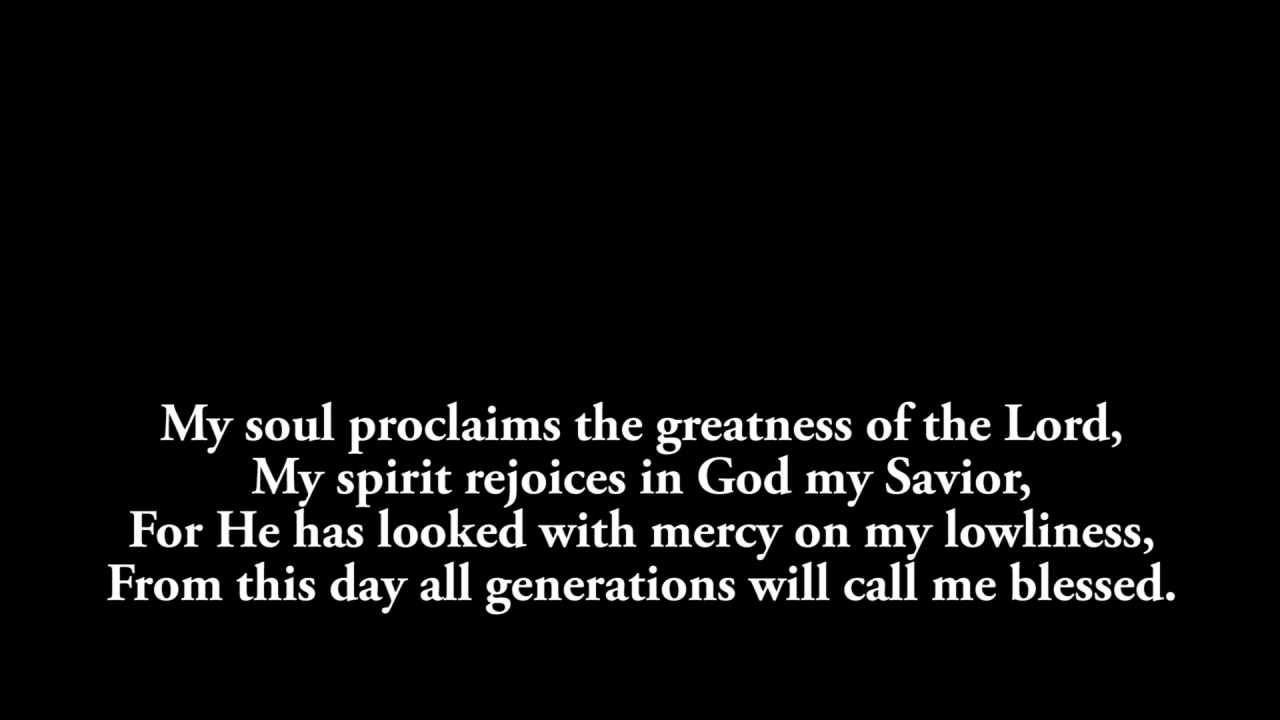 My soul proclaims the greatness of the Lord,
My spirit rejoices in God my Savior,
For He has looked with mercy on my lowliness,
From this day all generations will call me blessed.